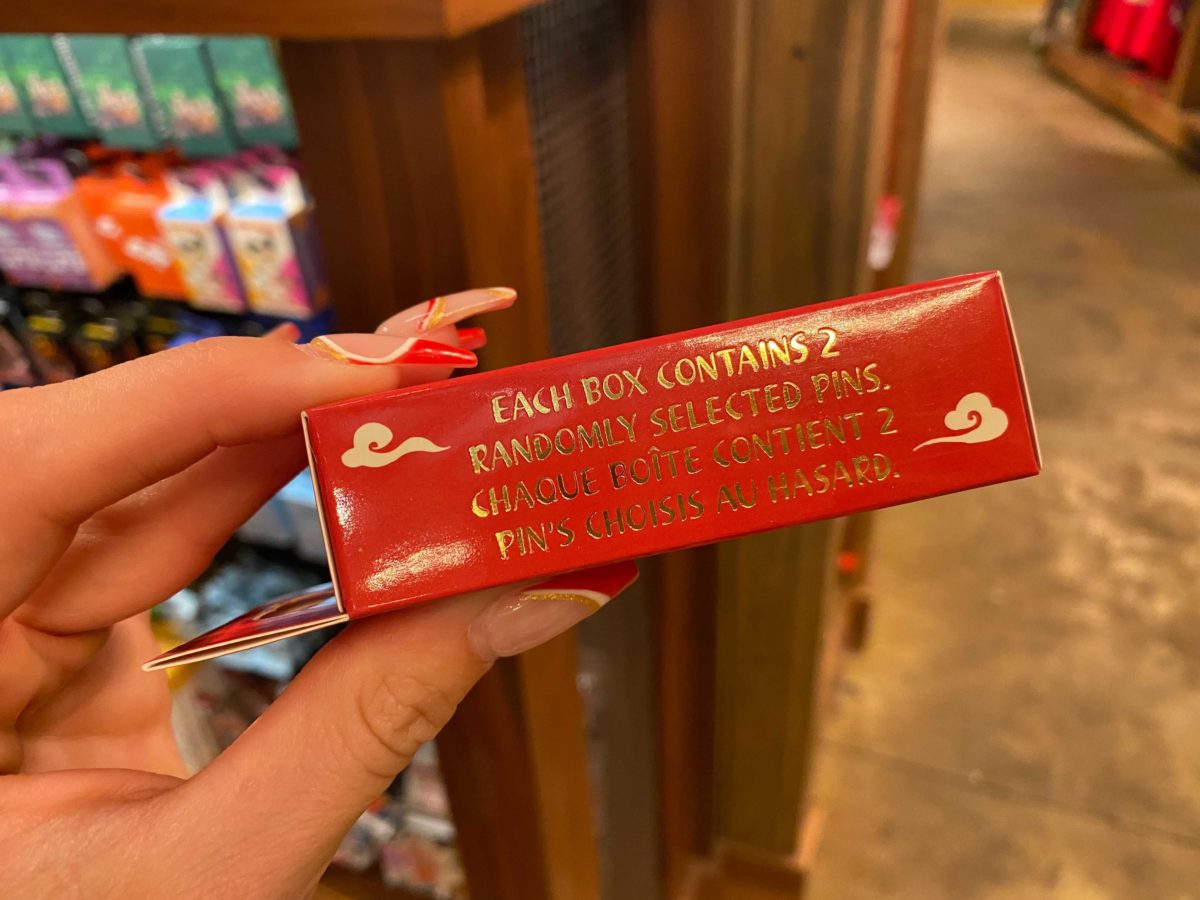 EACH BOX CONTAINS 2
RANDOMLY SELECTED PINS.
CHAQUE BOÎTE CONTIENT 2
PIN'S CHOISIS AU HASARD.